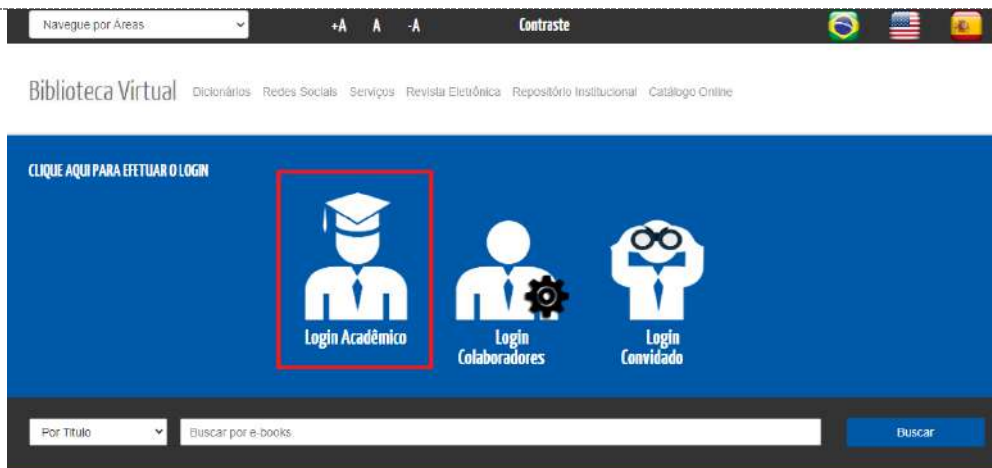 Navegue por Áreas +A A -A Contraste
Biblioteca Virtual Dicionários Redes Sociais Serviços Revista Eletrônica Repositório Institucional Catálogo Online
CLIQUE AQUI PARA EFETUAR O LOGIN
Login Acadêmico
Login Colaboradores
Login Convidado
Por Título Buscar por e-books Buscar